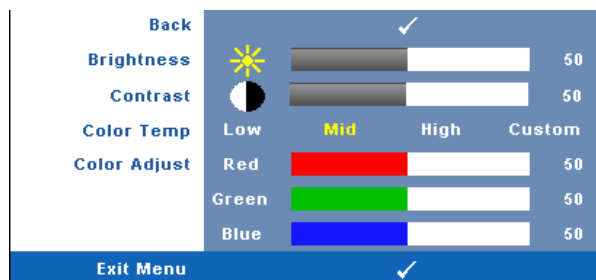 Back
Brightness 50
Contrast 50
Color Temp Low Mid High Custom
Color Adjust Red 50
Green 50
Blue 50
Exit Menu